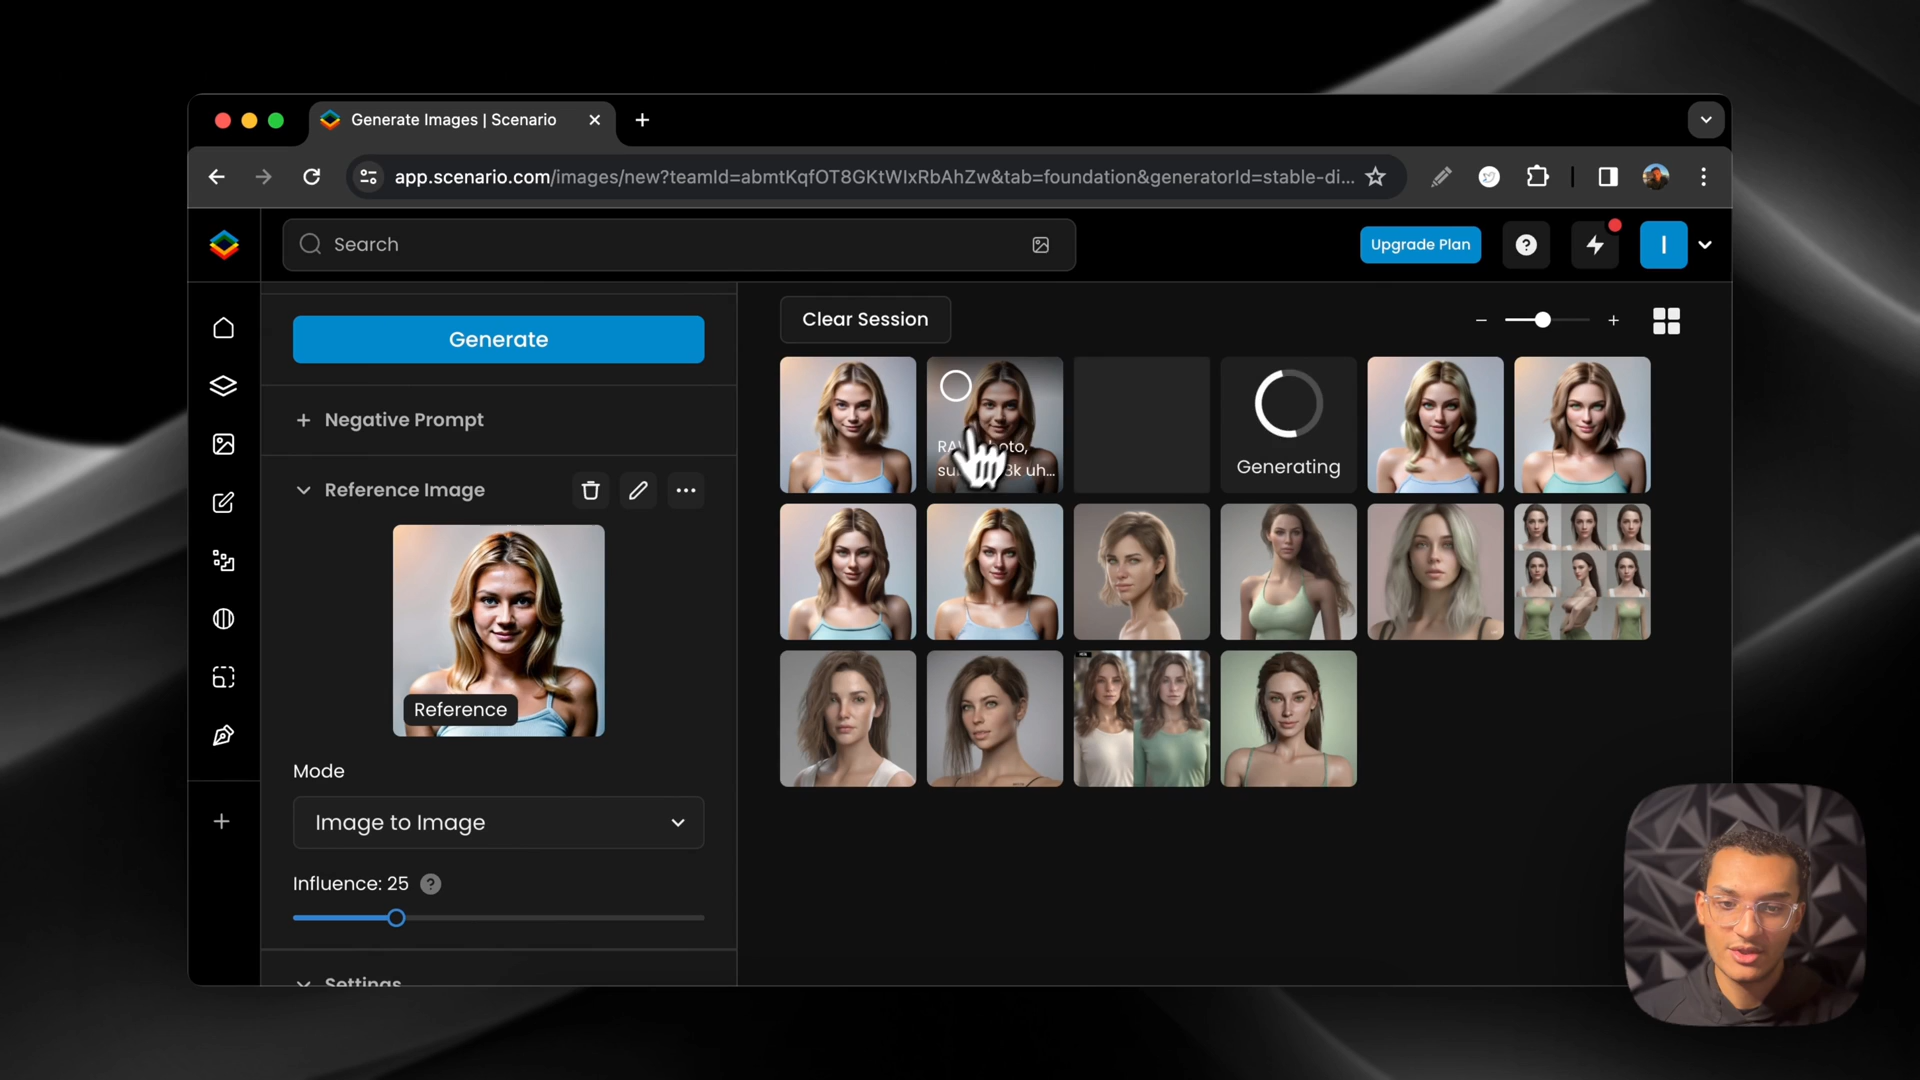 Generate Images | Scenario
app.scenario.com/images/new?teamId=abmtKqfOT8GKtWIxRbAhZw&tab=foundation&generatorId=stable-di...
Search
Upgrade Plan
I
Generate
Clear Session
Negative Prompt
Generating
Reference Image
Reference
Mode
Image to Image
Influence: 25
Settings